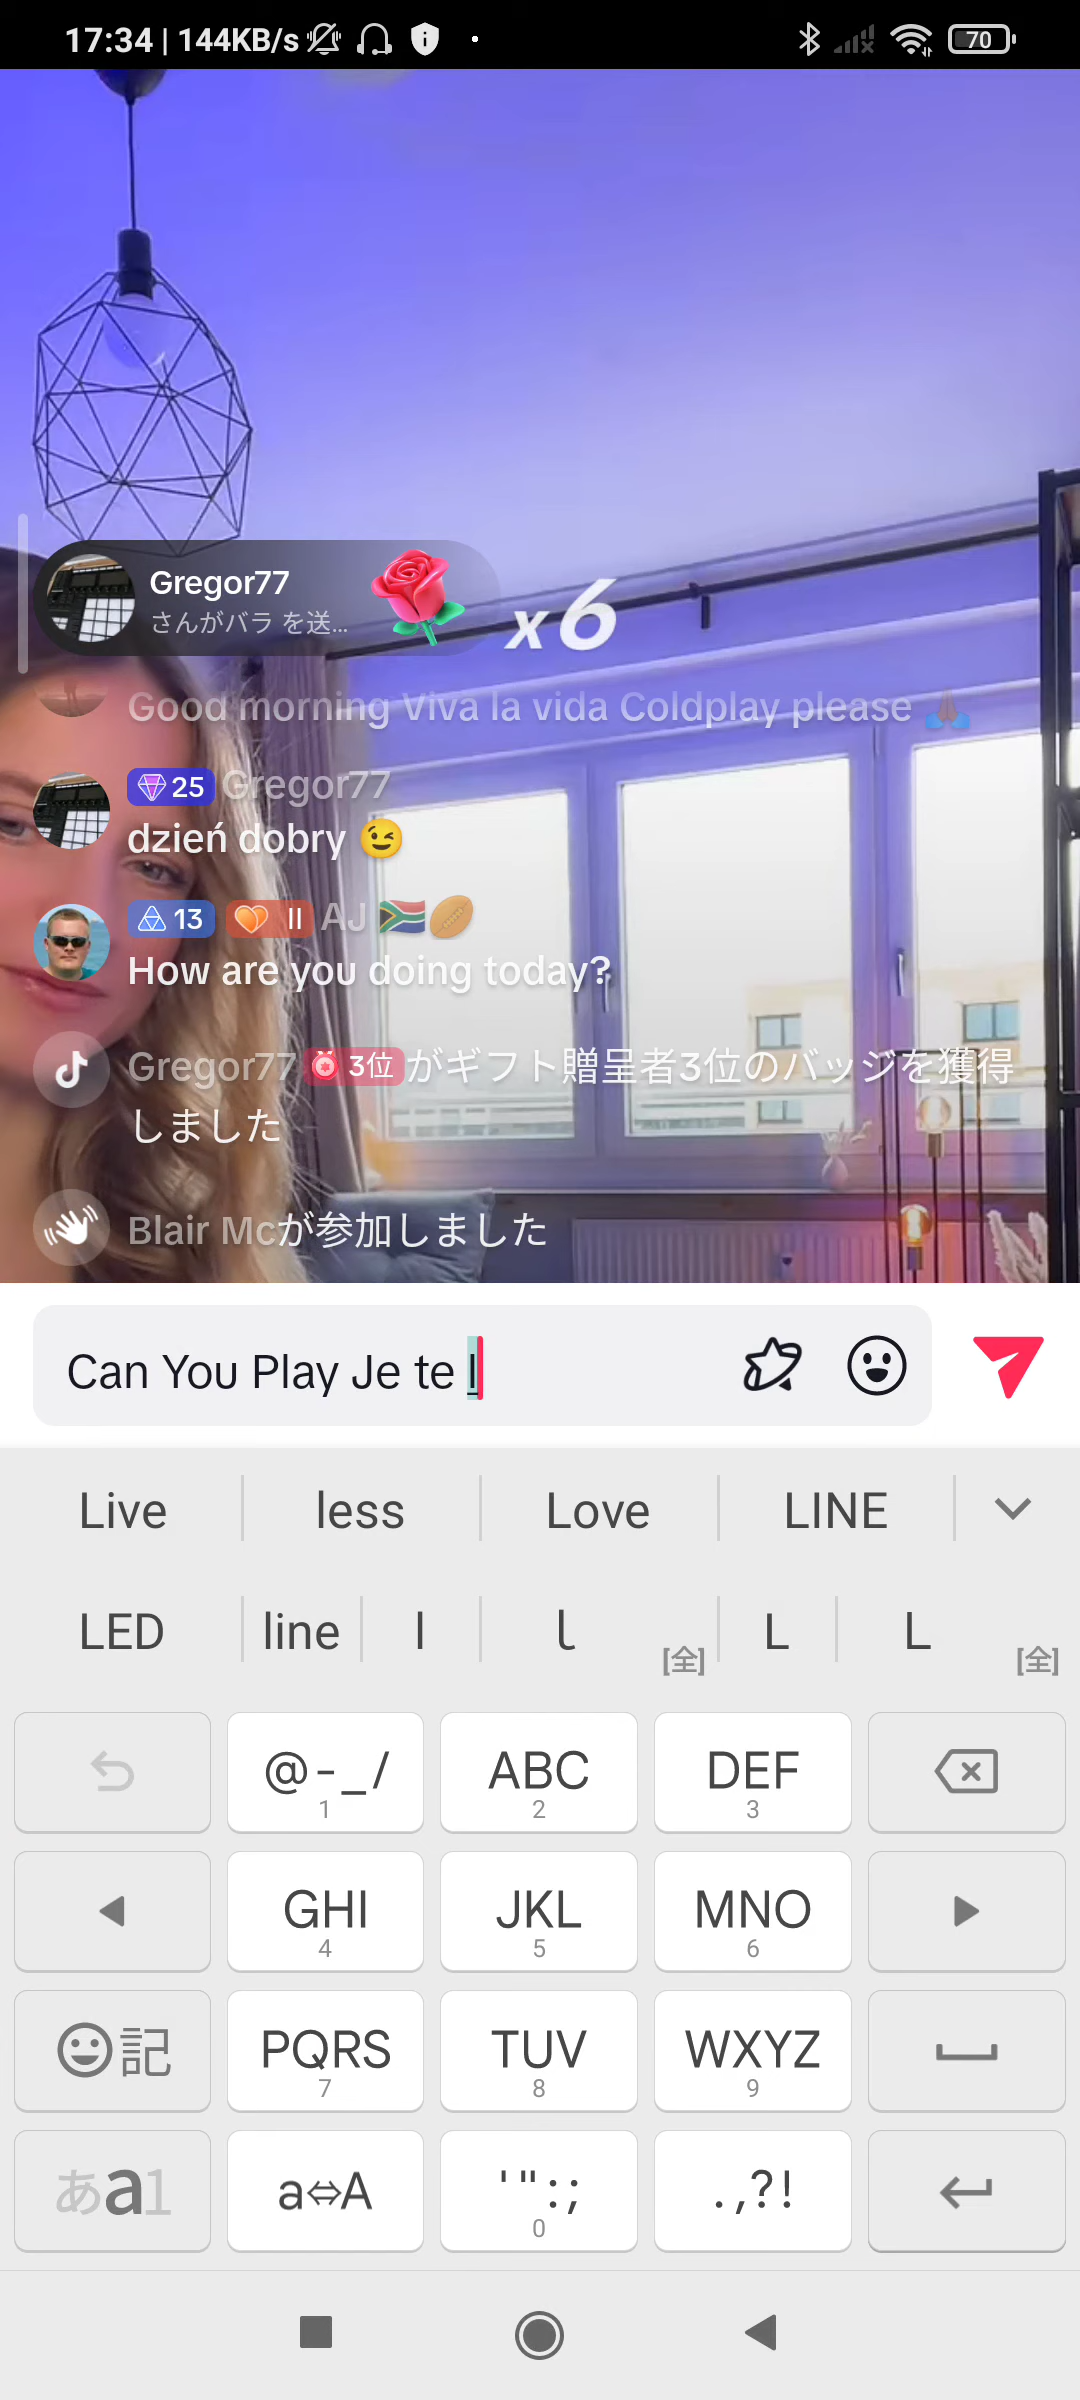 17:34 | 144KB/s
70
Gregor77
さんがバラ を送...
x6
Good morning Viva la vida Coldplay please 🙏🏽
25 Gregor77
dzień dobry 😉
13 II AJ 🇿🇦🏉
How are you doing today?
Gregor77 3位がギフト贈呈者3位のバッジを獲得
しました
Blair Mcが参加しました
Can You Play Je te l
Live less Love LINE
LED line l l [全] L L [全]
@-_/ ABC DEF
1 2 3
GHI JKL MNO
4 5 6
記 PQRS TUV WXYZ
7 8 9
あa1 a⇔A '":; .,?!
0